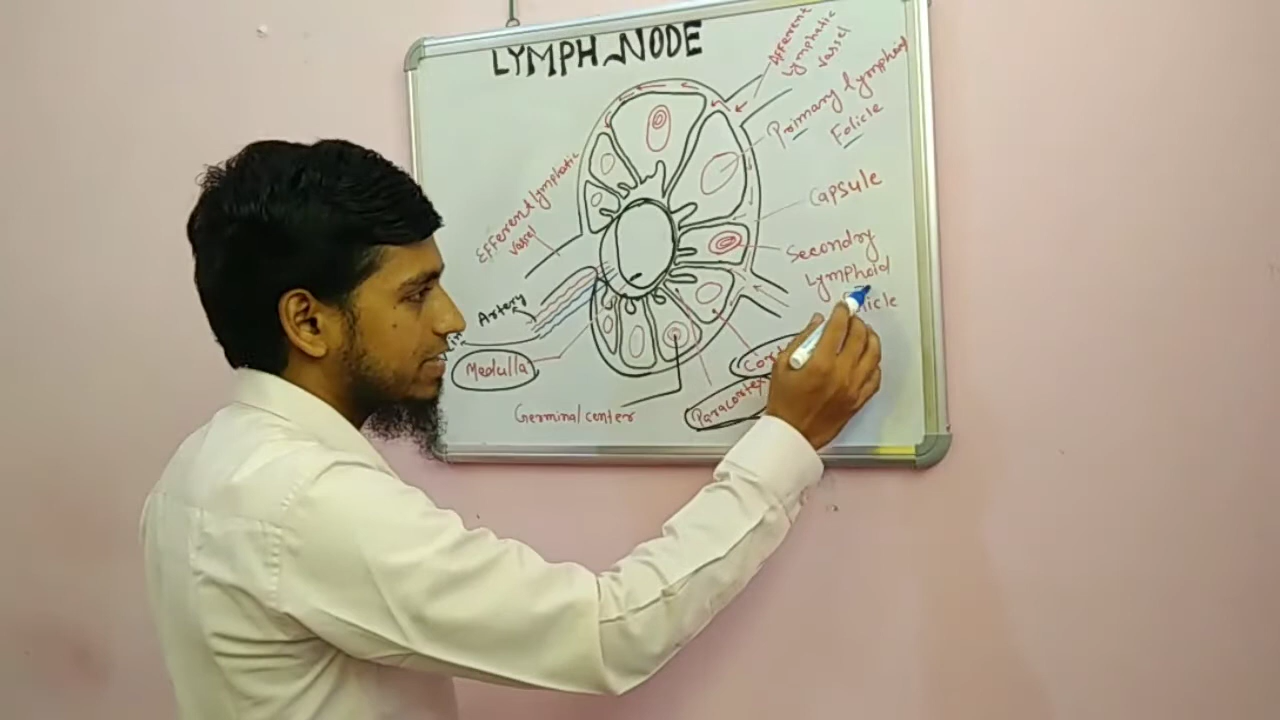 LYMPH NODE
Afferent
Lymphatic
vessel
Primary lymphoid
Folicle
Capsule
Secondry
Lymphoid
Efferent lymphatic
vessel
Artery
Medulla
Germinal center
Paracortex